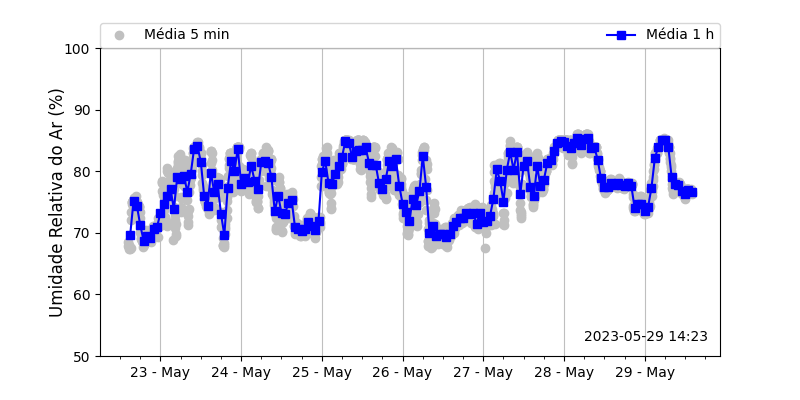 Média 5 min Média 1 h
Umidade Relativa do Ar (%)
100
90
80
70
60
50
2023-05-29 14:23
23 - May 24 - May 25 - May 26 - May 27 - May 28 - May 29 - May